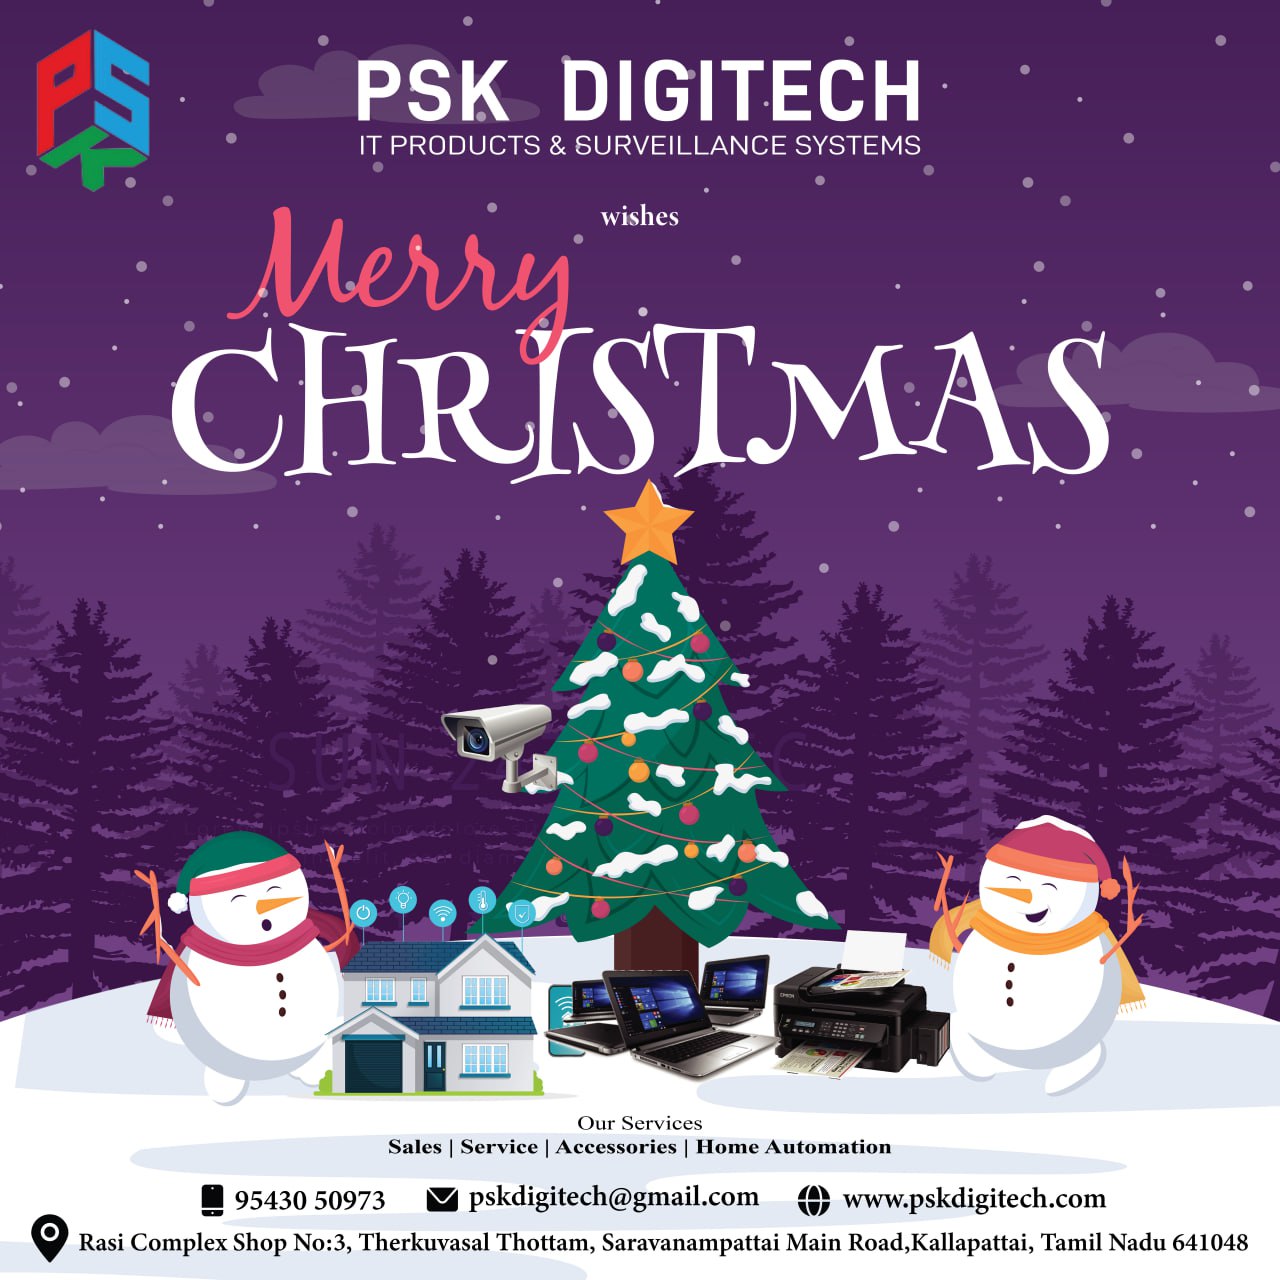 PSK
PSK DIGITECH
IT PRODUCTS & SURVEILLANCE SYSTEMS
wishes
Merry
CHRISTMAS
EPSON
Our Services
Sales | Service | Accessories | Home Automation
95430 50973
pskdigitech@gmail.com
www.pskdigitech.com
Rasi Complex Shop No:3, Therkuvasal Thottam, Saravanampattai Main Road,Kallapattai, Tamil Nadu 641048